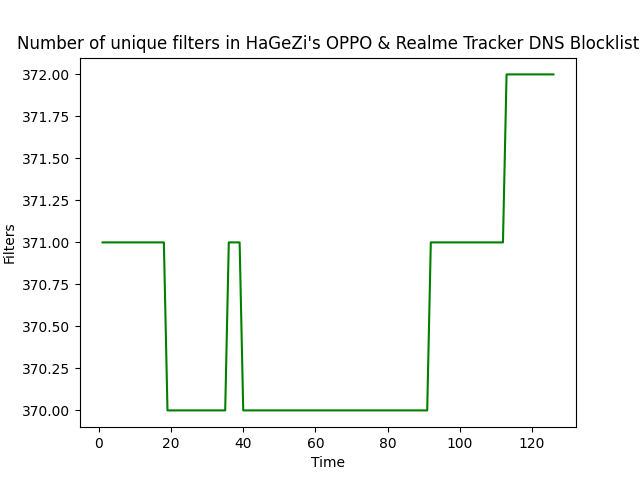 Number of unique filters in HaGeZi's OPPO & Realme Tracker DNS Blocklist
372.00
371.75
371.50
371.25
371.00
370.75
370.50
370.25
370.00
Filters
0 20 40 60 80 100 120
Time